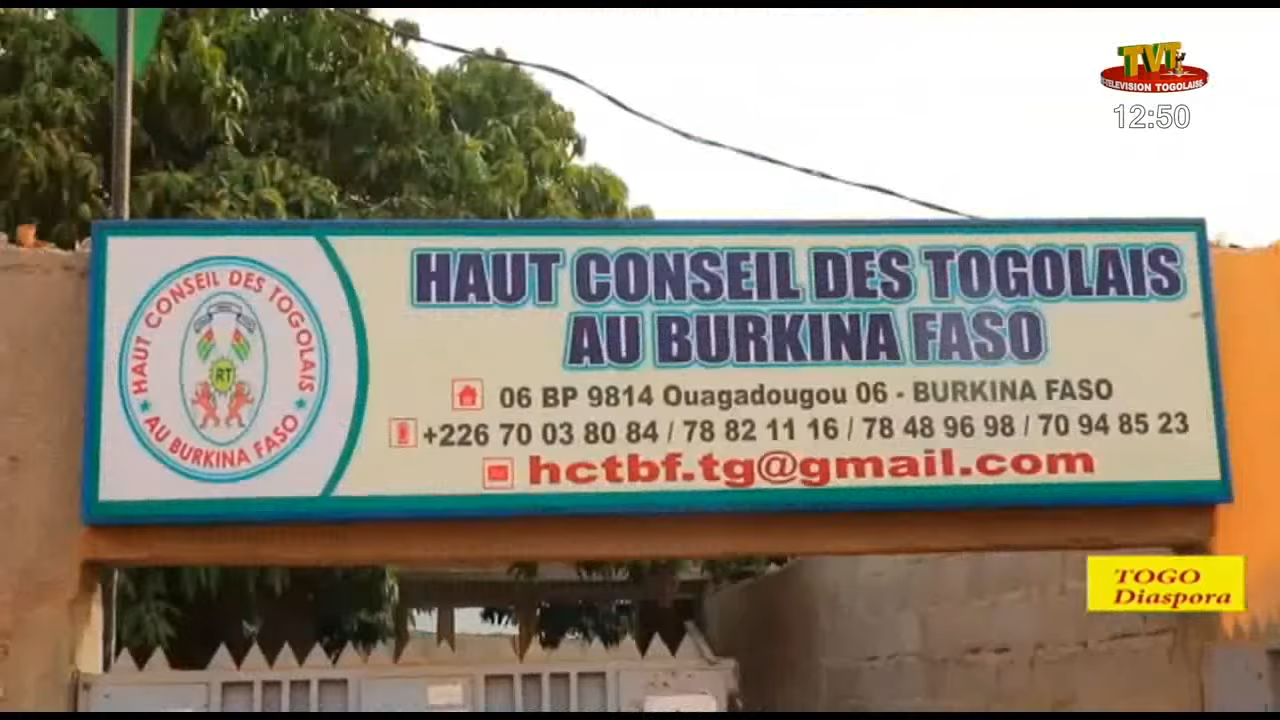 TVT
TELEVISION TOGOLAISE
12:50
HAUT CONSEIL DES TOGOLAIS
AU BURKINA FASO
RT
HAUT CONSEIL DES TOGOLAIS
AU BURKINA FASO
06 BP 9814 Ouagadougou 06 - BURKINA FASO
+226 70 03 80 84 / 78 82 11 16 / 78 48 96 98 / 70 94 85 23
hctbf.tg@gmail.com
TOGO
Diaspora